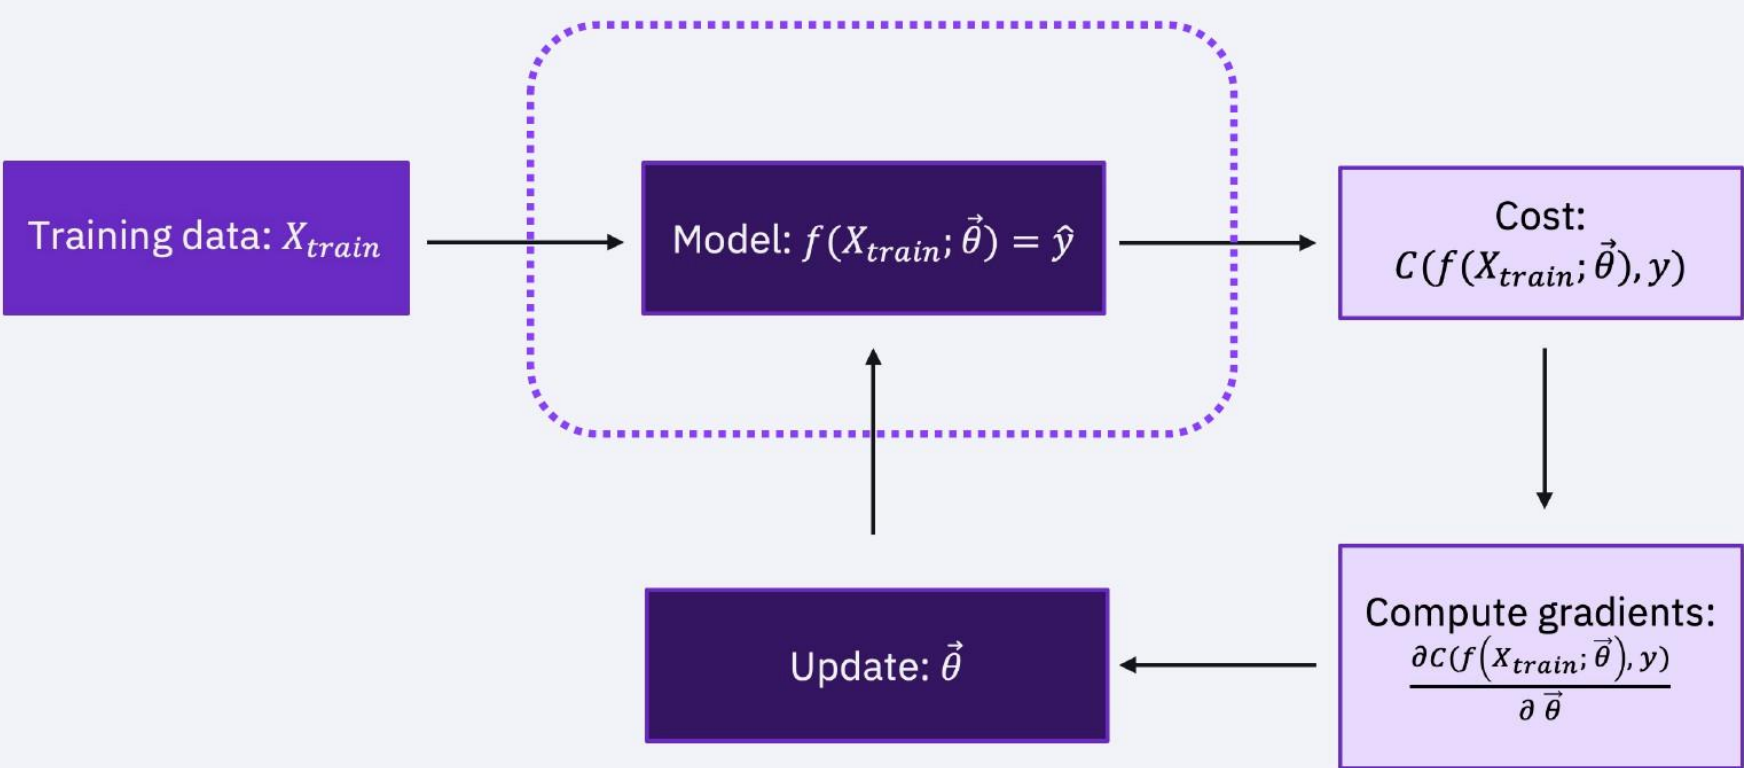 Training data: X_train
Model: f(X_train; θ⃗) = ŷ
Cost:
C(f(X_train; θ⃗), y)
Update: θ⃗
Compute gradients:
∂C(f(X_train; θ⃗), y)
∂ θ⃗